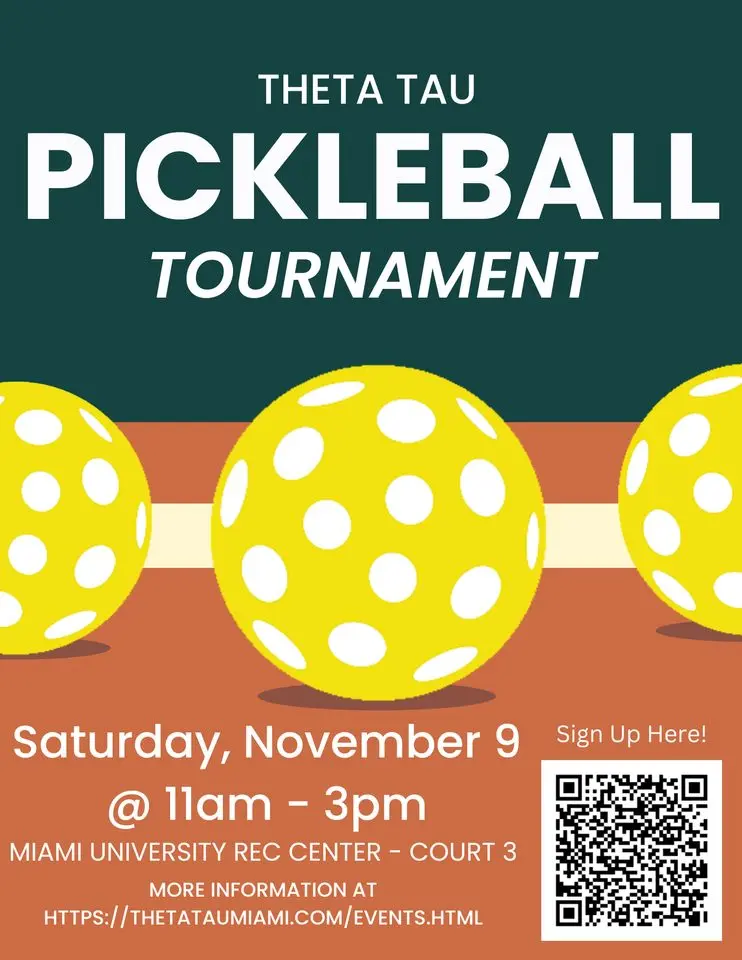 THETA TAU
PICKLEBALL
TOURNAMENT
Saturday, November 9
@ 11am - 3pm
MIAMI UNIVERSITY REC CENTER - COURT 3
MORE INFORMATION AT
HTTPS://THETATAUMIAMI.COM/EVENTS.HTML
Sign Up Here!